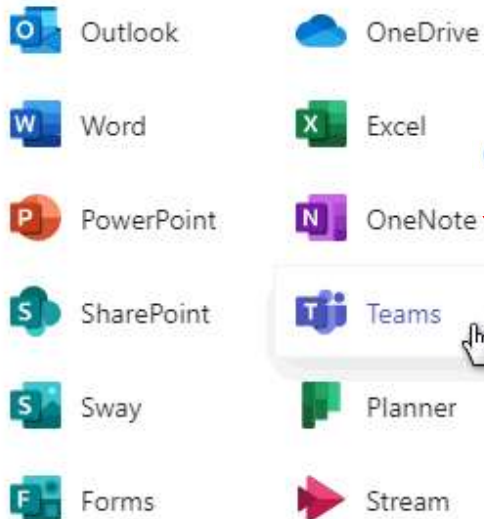 Outlook OneDrive
Word Excel
PowerPoint OneNote
SharePoint Teams
Sway Planner
Forms Stream